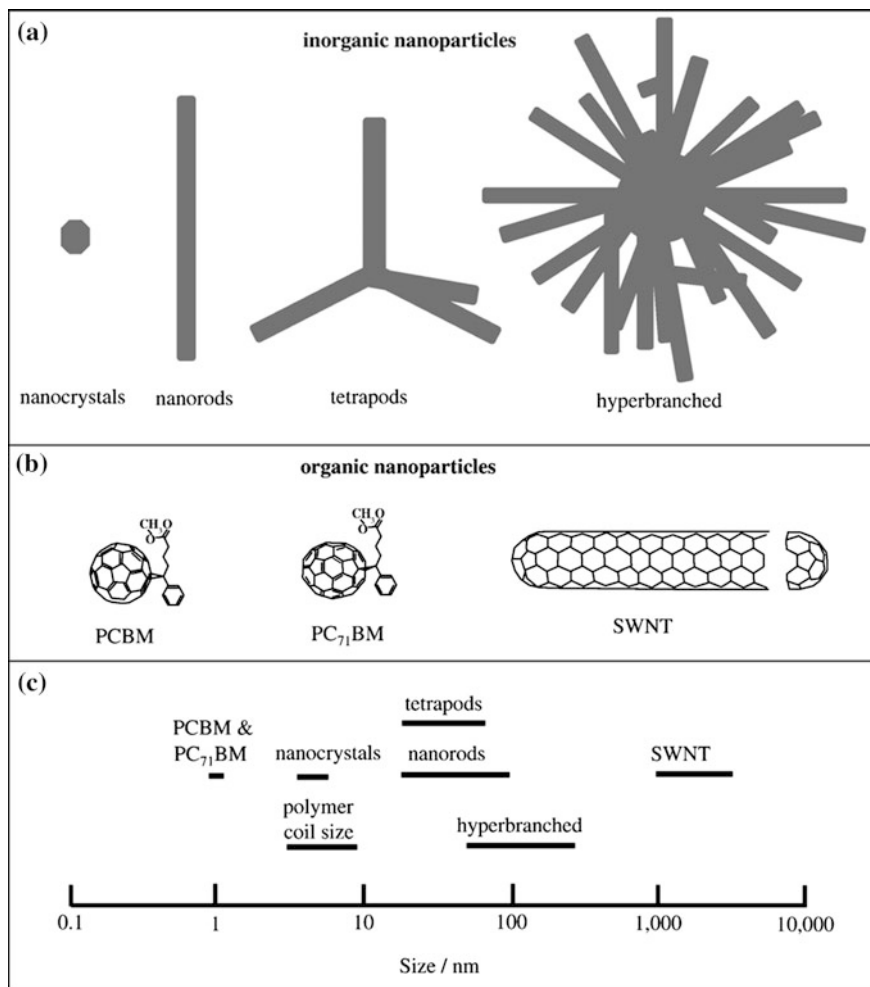 (a)
inorganic nanoparticles
nanocrystals
nanorods
tetrapods
hyperbranched
(b)
organic nanoparticles
CH₃O
O
PCBM
CH₃O
O
PC₇₁BM
SWNT
(c)
tetrapods
PCBM &
PC₇₁BM
nanocrystals
nanorods
SWNT
polymer
coil size
hyperbranched
0.1
1
10
100
1,000
10,000
Size / nm